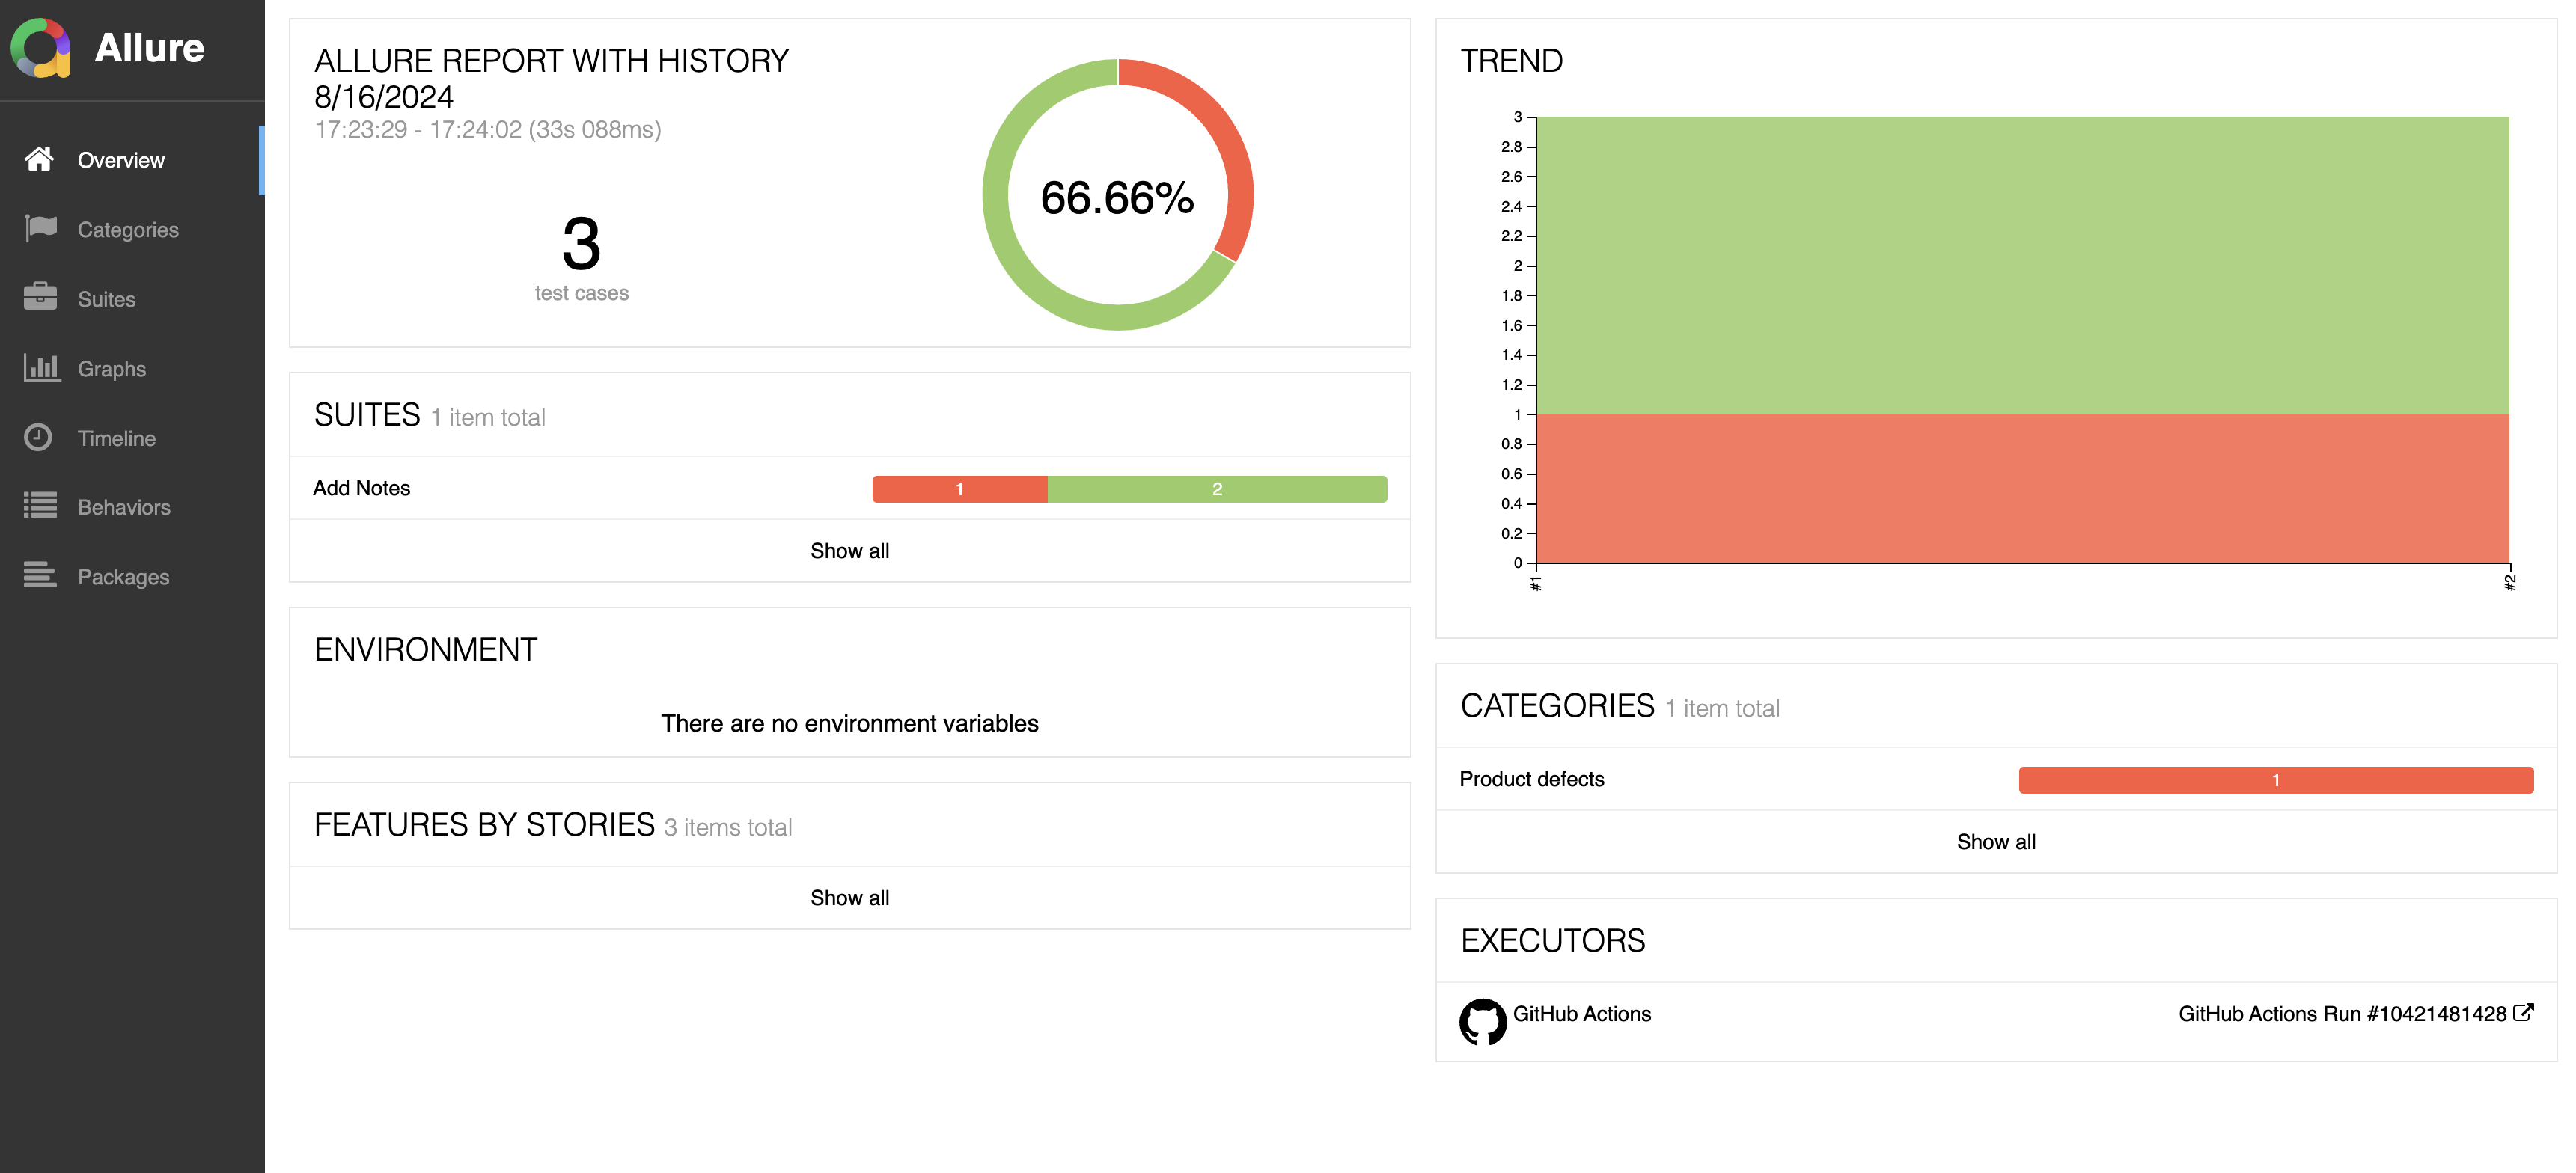 Allure
Overview
Categories
Suites
Graphs
Timeline
Behaviors
Packages
ALLURE REPORT WITH HISTORY
8/16/2024
17:23:29 - 17:24:02 (33s 088ms)
3
test cases
66.66%
SUITES 1 item total
Add Notes
1
2
Show all
ENVIRONMENT
There are no environment variables
FEATURES BY STORIES 3 items total
Show all
TREND
3
2.8
2.6
2.4
2.2
2
1.8
1.6
1.4
1.2
1
0.8
0.6
0.4
0.2
0
#1
#2
CATEGORIES 1 item total
Product defects
1
Show all
EXECUTORS
GitHub Actions
GitHub Actions Run #10421481428